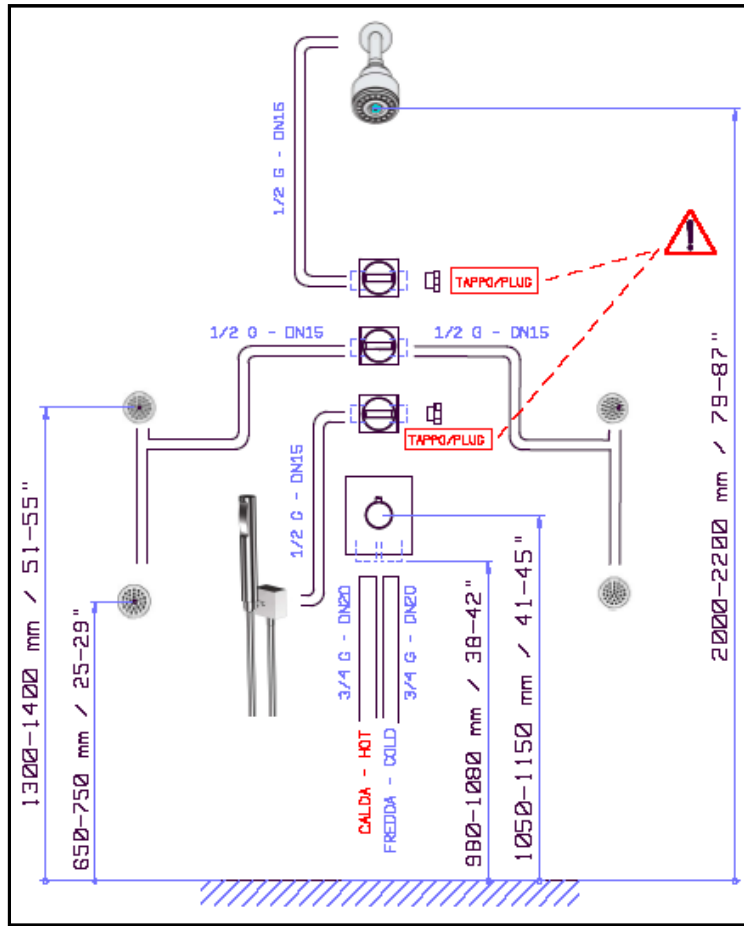 1/2 G - DN15
TAPPO/PLUG
1/2 G - DN15
1/2 G - DN15
TAPPO/PLUG
1/2 G - DN15
3/4 G - DN20
3/4 G - DN20
CALDA - HOT
FREDDA - COLD
1300-1400 mm / 51-55"
650-750 mm / 25-29"
980-1080 mm / 38-42"
1050-1150 mm / 41-45"
2000-2200 mm / 79-87"